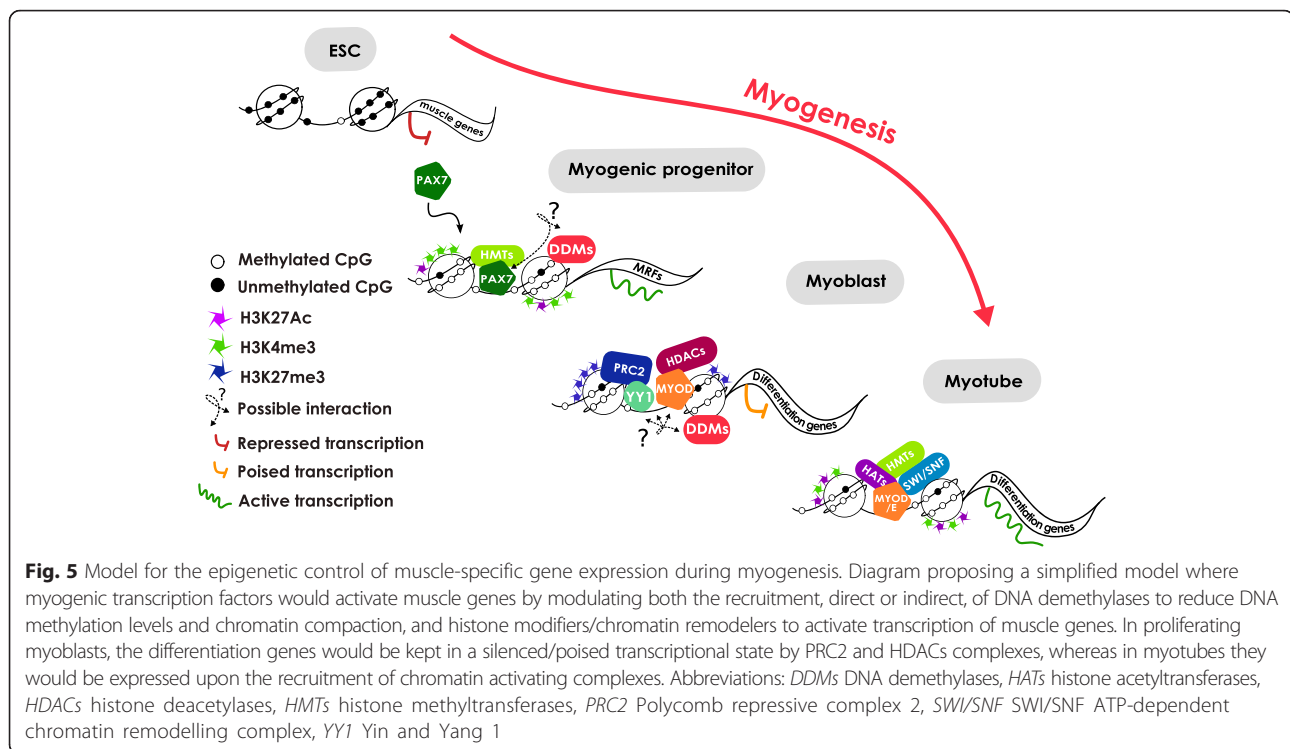 ESC
muscle genes
Myogenesis
PAX7
Myogenic progenitor
?
HMTs
DDMs
PAX7
MRFs
Methylated CpG
Unmethylated CpG
H3K27Ac
H3K4me3
H3K27me3
?
Possible interaction
Repressed transcription
Poised transcription
Active transcription
Myoblast
PRC2
HDACs
YY1
MYOD
?
DDMs
Differentiation genes
Myotube
HATs
HMTs
SWI/SNF
MYOD
/E
Differentiation genes
Fig. 5 Model for the epigenetic control of muscle-specific gene expression during myogenesis. Diagram proposing a simplified model where
myogenic transcription factors would activate muscle genes by modulating both the recruitment, direct or indirect, of DNA demethylases to reduce DNA
methylation levels and chromatin compaction, and histone modifiers/chromatin remodelers to activate transcription of muscle genes. In proliferating
myoblasts, the differentiation genes would be kept in a silenced/poised transcriptional state by PRC2 and HDACs complexes, whereas in myotubes they
would be expressed upon the recruitment of chromatin activating complexes. Abbreviations: DDMs DNA demethylases, HATs histone acetyltransferases,
HDACs histone deacetylases, HMTs histone methyltransferases, PRC2 Polycomb repressive complex 2, SWI/SNF SWI/SNF ATP-dependent
chromatin remodelling complex, YY1 Yin and Yang 1